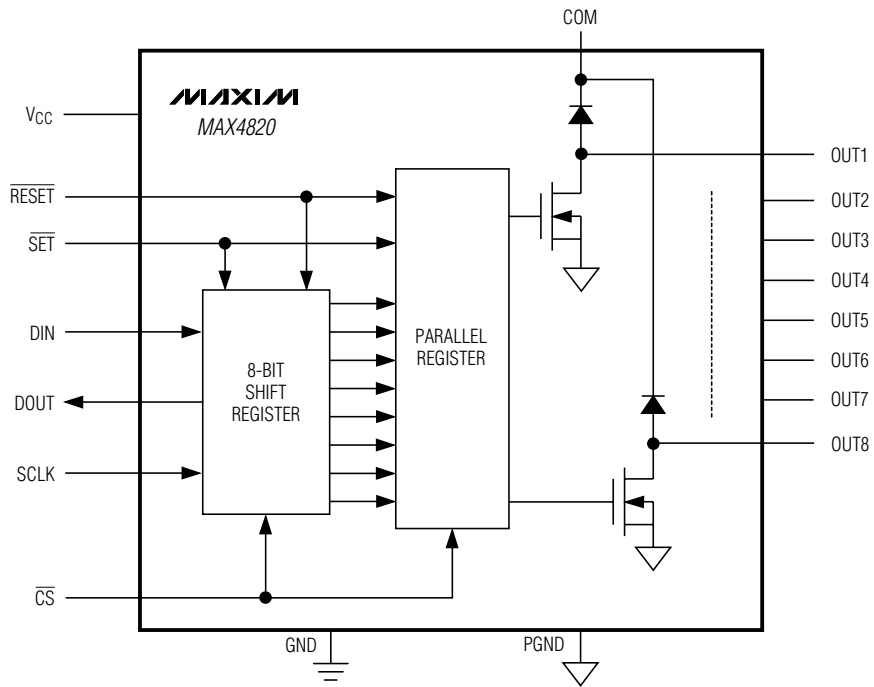 COM
MAXIM
MAX4820
VCC
RESET
SET
DIN
DOUT
SCLK
CS
8-BIT
SHIFT
REGISTER
PARALLEL
REGISTER
OUT1
OUT2
OUT3
OUT4
OUT5
OUT6
OUT7
OUT8
GND
PGND